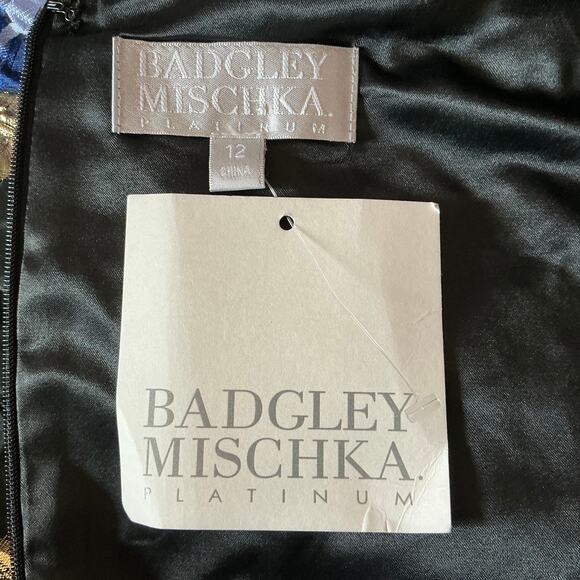 BADGLEY
MISCHKA.
PLATINUM
12
CHINA
BADGLEY
MISCHKA.
PLATINUM